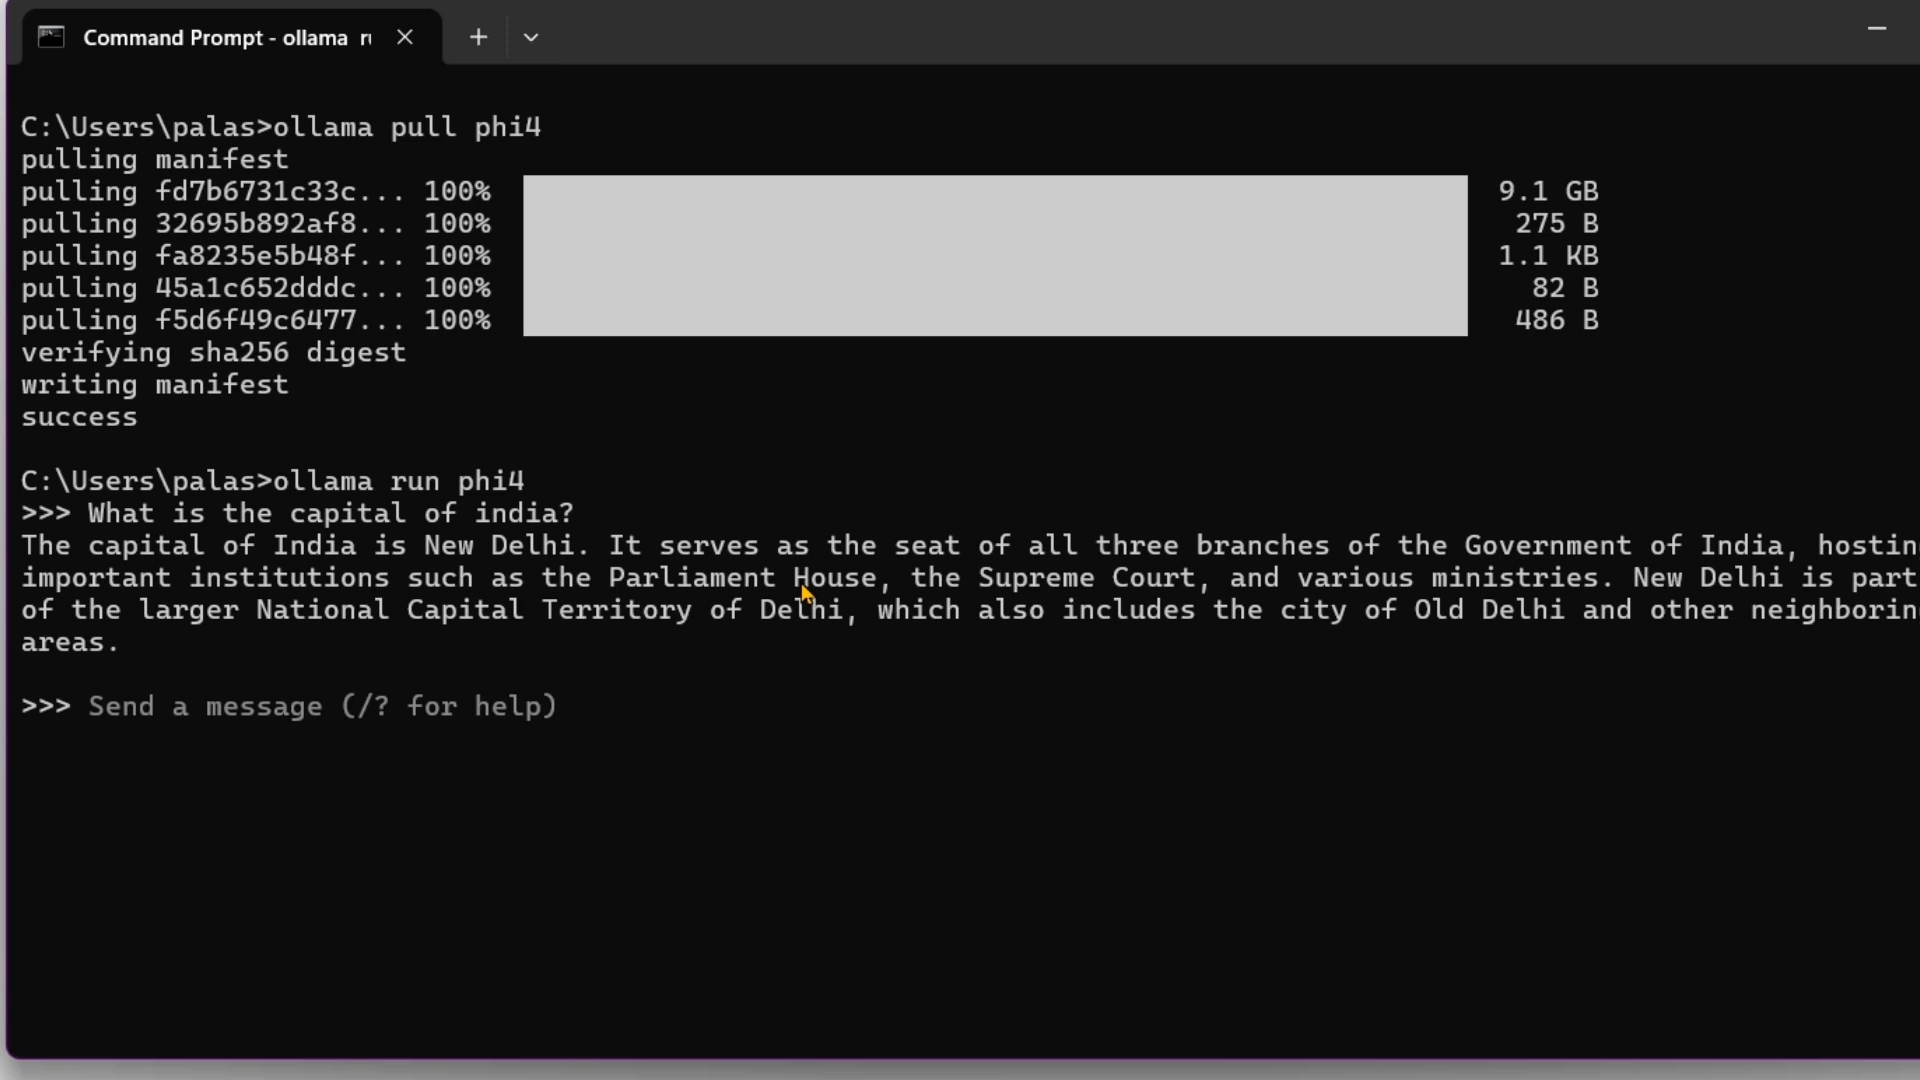 Command Prompt - ollama
C:\Users\palas>ollama pull phi4
pulling manifest
pulling fd7b6731c33c... 100% 9.1 GB
pulling 32695b892af8... 100% 275 B
pulling fa8235e5b48f... 100% 1.1 KB
pulling 45a1c652dddc... 100% 82 B
pulling f5d6f49c6477... 100% 486 B
verifying sha256 digest
writing manifest
success
C:\Users\palas>ollama run phi4
>>> What is the capital of india?
The capital of India is New Delhi. It serves as the seat of all three branches of the Government of India,
important institutions such as the Parliament House, the Supreme Court, and various ministries. New Delhi is part
of the larger National Capital Territory of Delhi, which also includes the city of Old Delhi and other
areas.
>>> Send a message (/? for help)